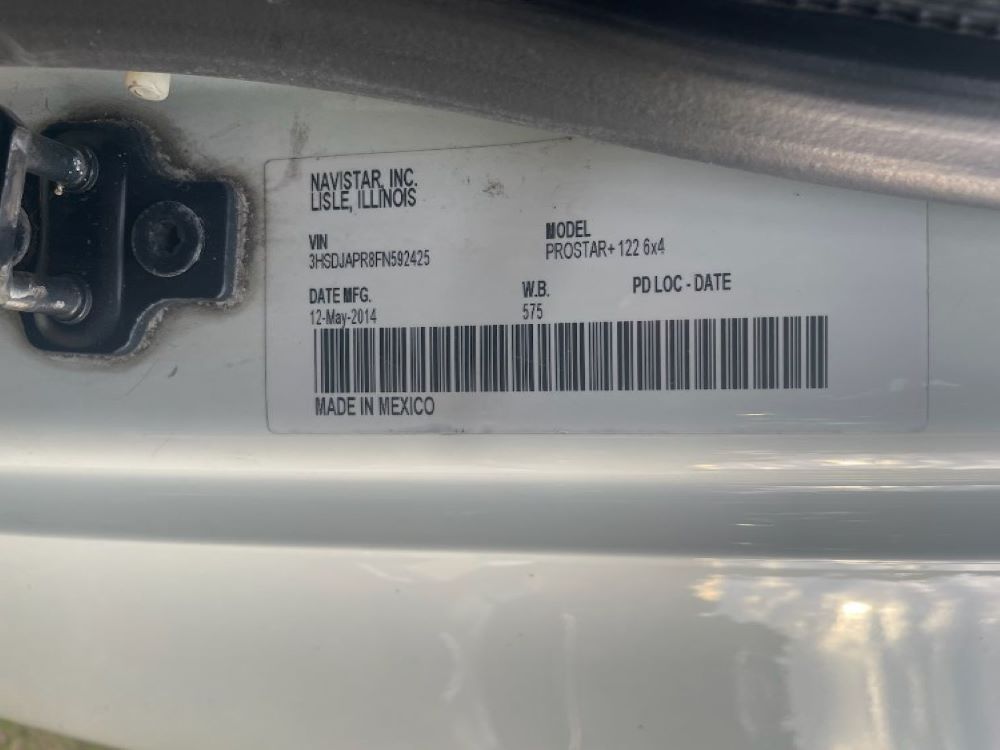 NAVISTAR, INC.
LISLE, ILLINOIS
VIN
3HSDJAPR8FN592425
MODEL
PROSTAR+ 122 6x4
DATE MFG.
12-May-2014
W.B.
575
PD LOC - DATE
MADE IN MEXICO